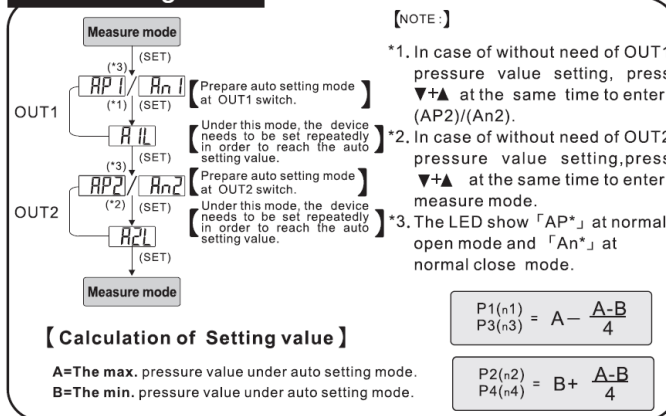 Measure mode
(SET)
(*3)
AP1 / An1
Prepare auto setting mode
at OUT1 switch.
OUT1
(*1) (SET)
A1L
Under this mode, the device
needs to be set repeatedly
in order to reach the auto
setting value.
(SET)
(*3)
AP2 / An2
Prepare auto setting mode
at OUT2 switch.
OUT2
(*2) (SET)
A2L
Under this mode, the device
needs to be set repeatedly
in order to reach the auto
setting value.
(SET)
Measure mode
【NOTE :】
*1. In case of without need of OUT1
pressure value setting, press
▼+▲ at the same time to enter
(AP2)/(An2).
*2. In case of without need of OUT2
pressure value setting,press
▼+▲ at the same time to enter
measure mode.
*3. The LED show「AP*」at normal
open mode and 「An*」at
normal close mode.
【Calculation of Setting value】
A=The max. pressure value under auto setting mode.
B=The min. pressure value under auto setting mode.
P1(n1)
P3(n3) = A− A-B
4
P2(n2)
P4(n4) = B+ A-B
4